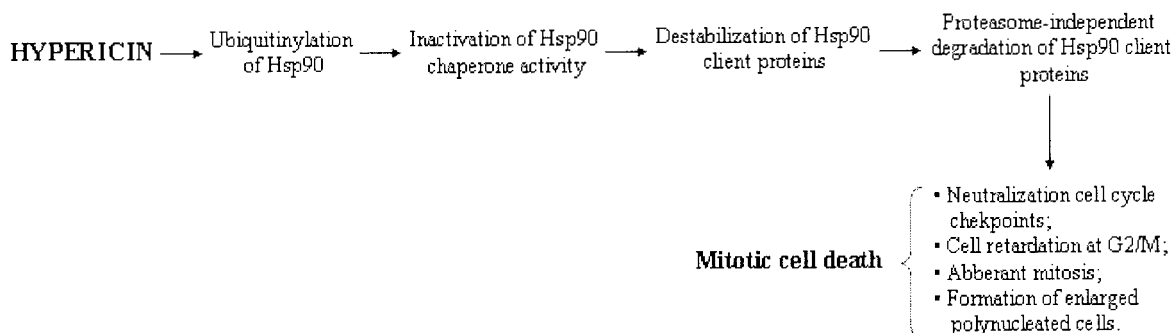 HYPERICIN
Ubiquitinylation
of Hsp90
Inactivation of Hsp90
chaperone activity
Destabilization of Hsp90
client proteins
Proteasome-independent
degradation of Hsp90 client
proteins
Mitotic cell death
▪ Neutralization cell cycle
chekpoints;
▪ Cell retardation at G2/M;
▪ Abberant mitosis;
▪ Formation of enlarged
polynucleated cells.